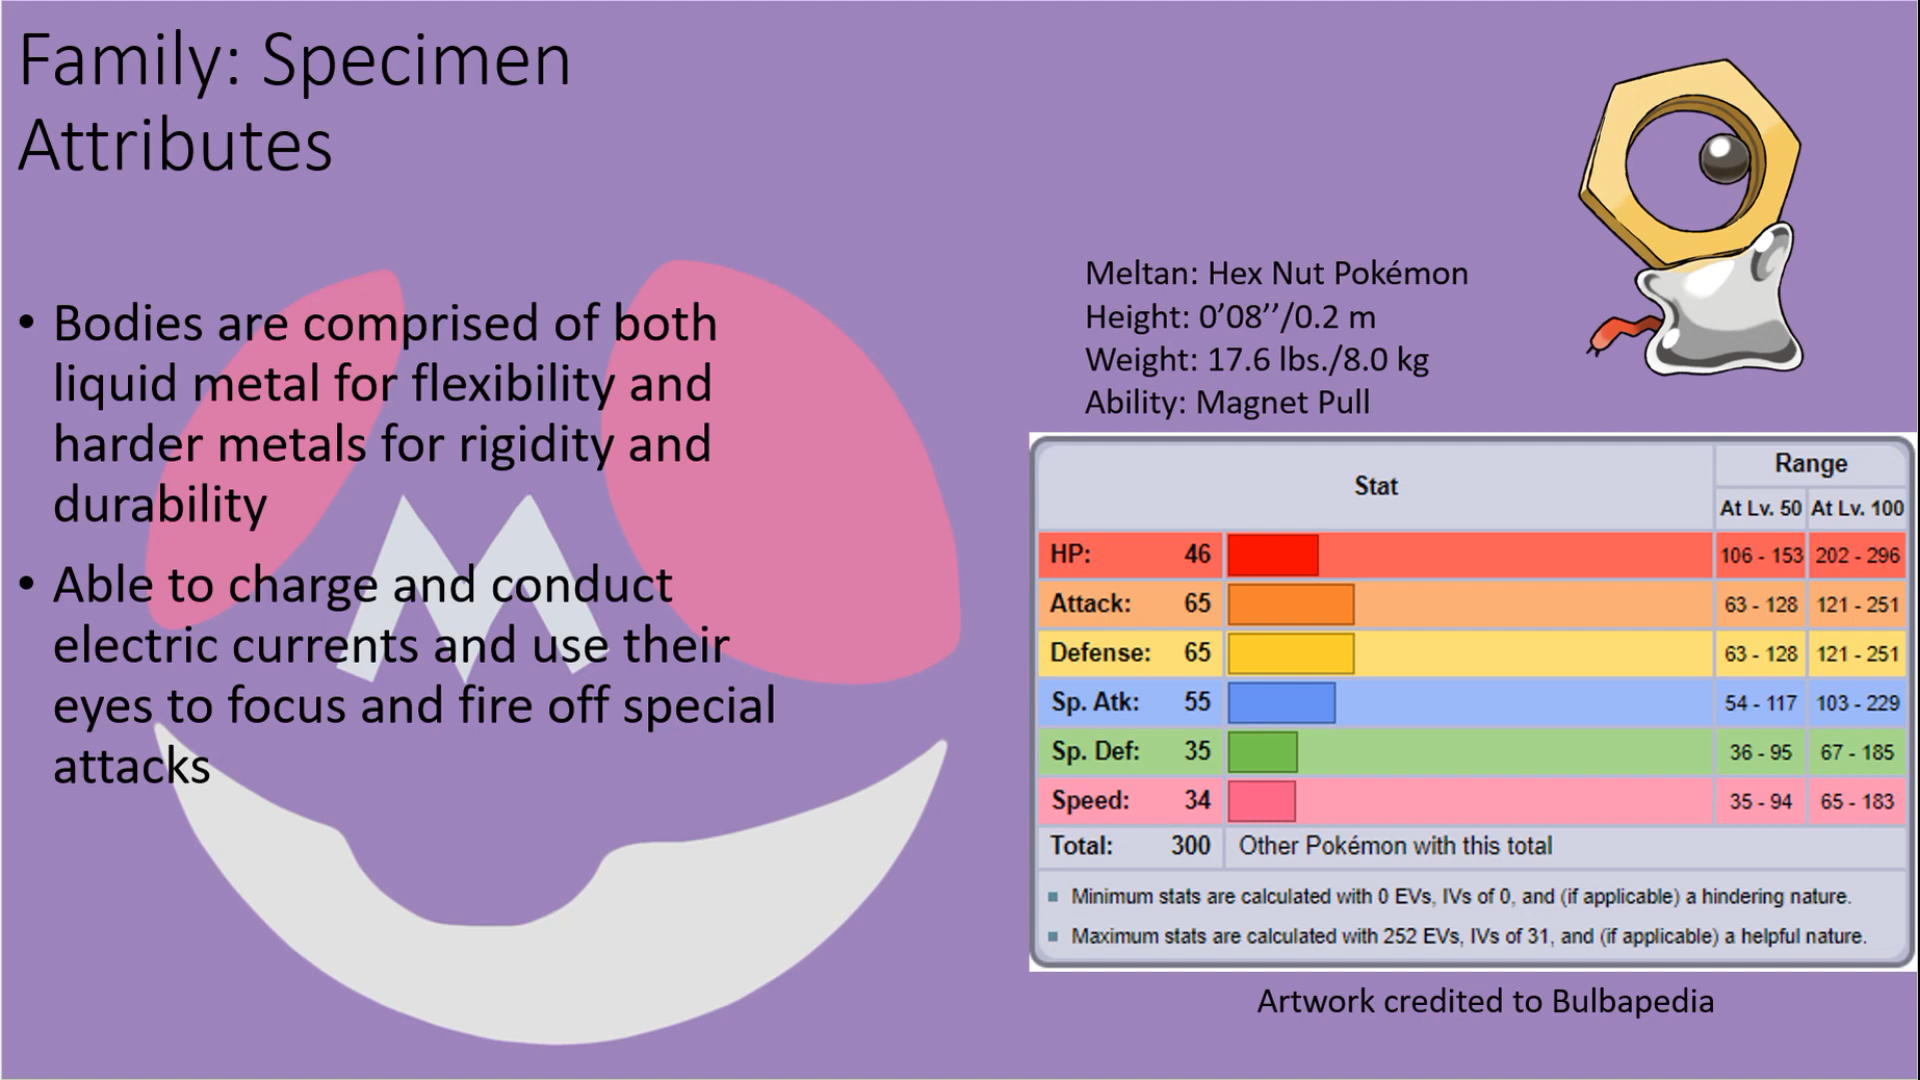 Family: Specimen
Attributes
• Bodies are comprised of both
liquid metal for flexibility and
harder metals for rigidity and
durability
• Able to charge and conduct
electric currents and use their
eyes to focus and fire off special
attacks
M
Meltan: Hex Nut Pokémon
Height: 0’08’’/0.2 m
Weight: 17.6 lbs./8.0 kg
Ability: Magnet Pull
Stat Range
At Lv. 50 At Lv. 100
HP: 46 106 - 153 202 - 296
Attack: 65 63 - 128 121 - 251
Defense: 65 63 - 128 121 - 251
Sp. Atk: 55 54 - 117 103 - 229
Sp. Def: 35 36 - 95 67 - 185
Speed: 34 35 - 94 65 - 183
Total: 300 Other Pokémon with this total
Minimum stats are calculated with 0 EVs, IVs of 0, and (if applicable) a hindering nature.
Maximum stats are calculated with 252 EVs, IVs of 31, and (if applicable) a helpful nature.
Artwork credited to Bulbapedia